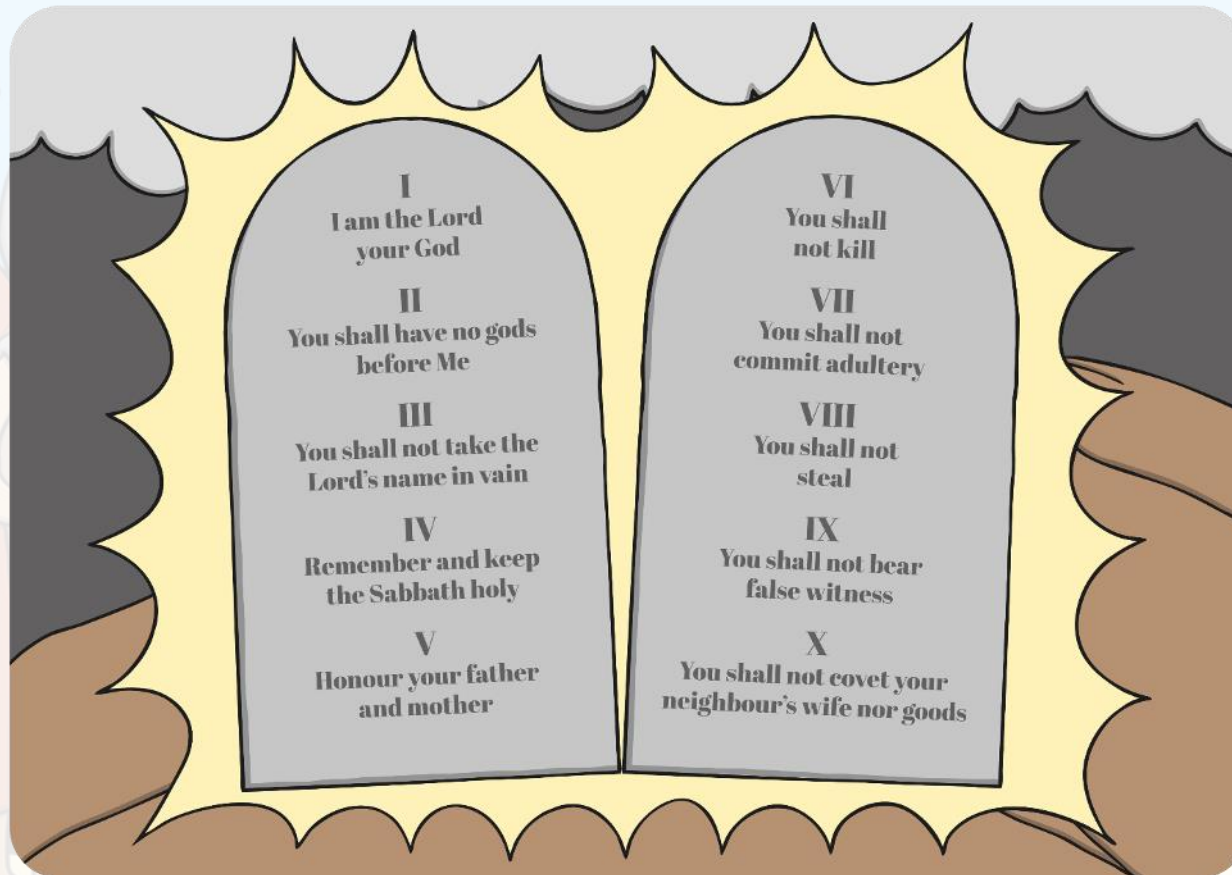 I
I am the Lord
your God
II
You shall have no gods
before Me
III
You shall not take the
Lord's name in vain
IV
Remember and keep
the Sabbath holy
V
Honour your father
and mother
VI
You shall
not kill
VII
You shall not
commit adultery
VIII
You shall not
steal
IX
You shall not bear
false witness
X
You shall not covet your
neighbour's wife nor goods